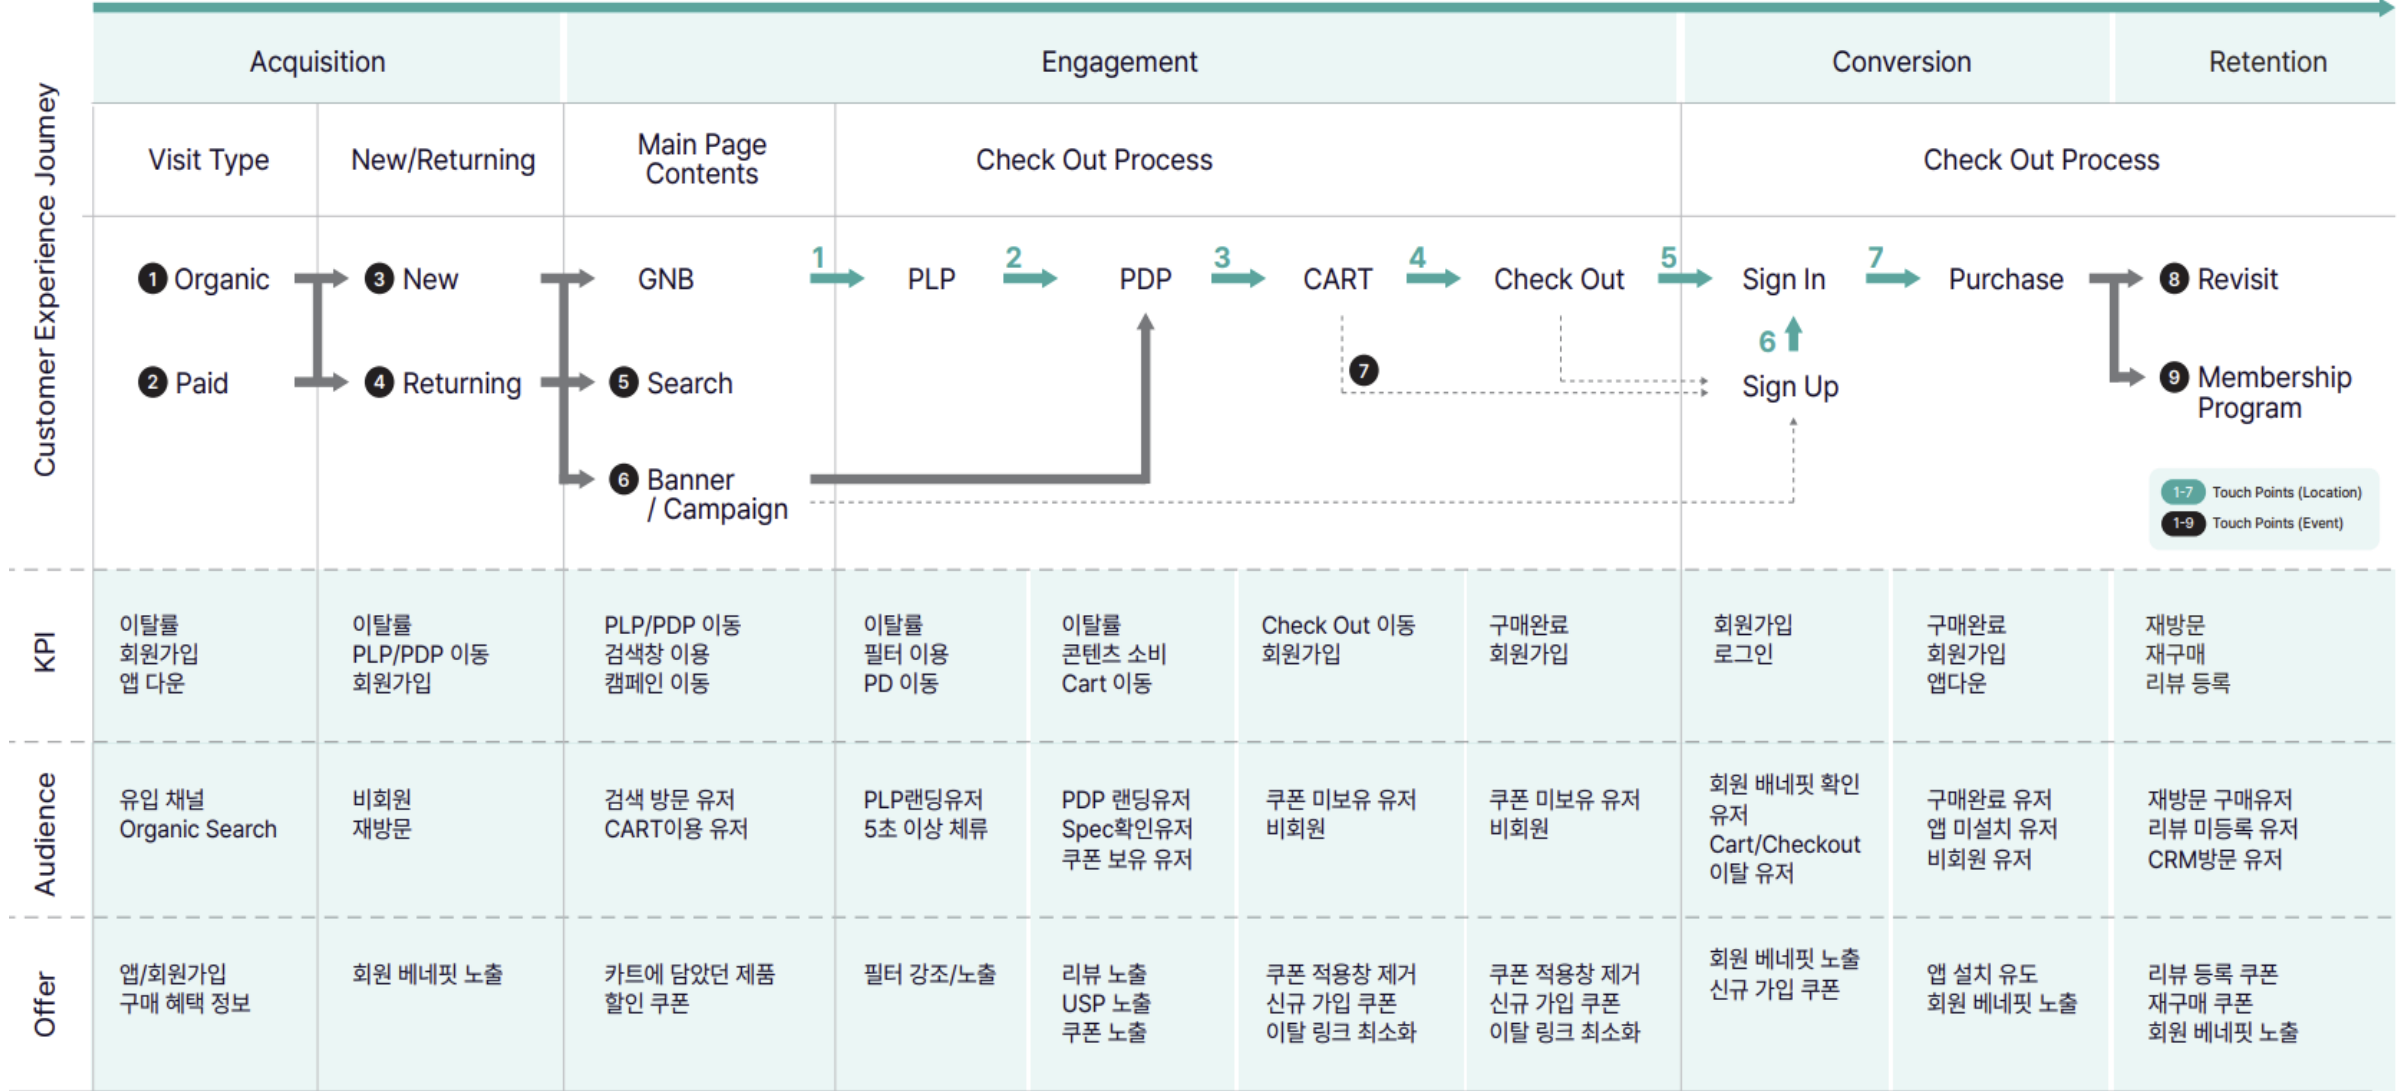 Acquisition
Engagement
Conversion
Retention
Customer Experience Joumey
Visit Type
New/Returning
Main Page
Contents
Check Out Process
Check Out Process
1 Organic
3 New
GNB
1
PLP
2
PDP
3
CART
4
Check Out
5
Sign In
7
Purchase
8 Revisit
6
2 Paid
4 Returning
5 Search
7
Sign Up
9 Membership
Program
6 Banner
/ Campaign
1-7 Touch Points (Location)
1-9 Touch Points (Event)
KPI
이탈률
회원가입
앱 다운
이탈률
PLP/PDP 이동
회원가입
PLP/PDP 이동
검색창 이용
캠페인 이동
이탈률
필터 이용
PD 이동
이탈률
콘텐츠 소비
Cart 이동
Check Out 이동
회원가입
구매완료
회원가입
회원가입
로그인
구매완료
회원가입
앱다운
재방문
재구매
리뷰 등록
Audience
유입 채널
Organic Search
비회원
재방문
검색 방문 유저
CART이용 유저
PLP랜딩유저
5초 이상 체류
PDP 랜딩유저
Spec확인유저
쿠폰 보유 유저
쿠폰 미보유 유저
비회원
쿠폰 미보유 유저
비회원
회원 배네핏 확인
유저
Cart/Checkout
이탈 유저
구매완료 유저
앱 미설치 유저
비회원 유저
재방문 구매유저
리뷰 미등록 유저
CRM방문 유저
Offer
앱/회원가입
구매 혜택 정보
회원 베네핏 노출
카트에 담았던 제품
할인 쿠폰
필터 강조/노출
리뷰 노출
USP 노출
쿠폰 노출
쿠폰 적용창 제거
신규 가입 쿠폰
이탈 링크 최소화
쿠폰 적용창 제거
신규 가입 쿠폰
이탈 링크 최소화
회원 베네핏 노출
신규 가입 쿠폰
앱 설치 유도
회원 베네핏 노출
리뷰 등록 쿠폰
재구매 쿠폰
회원 베네핏 노출